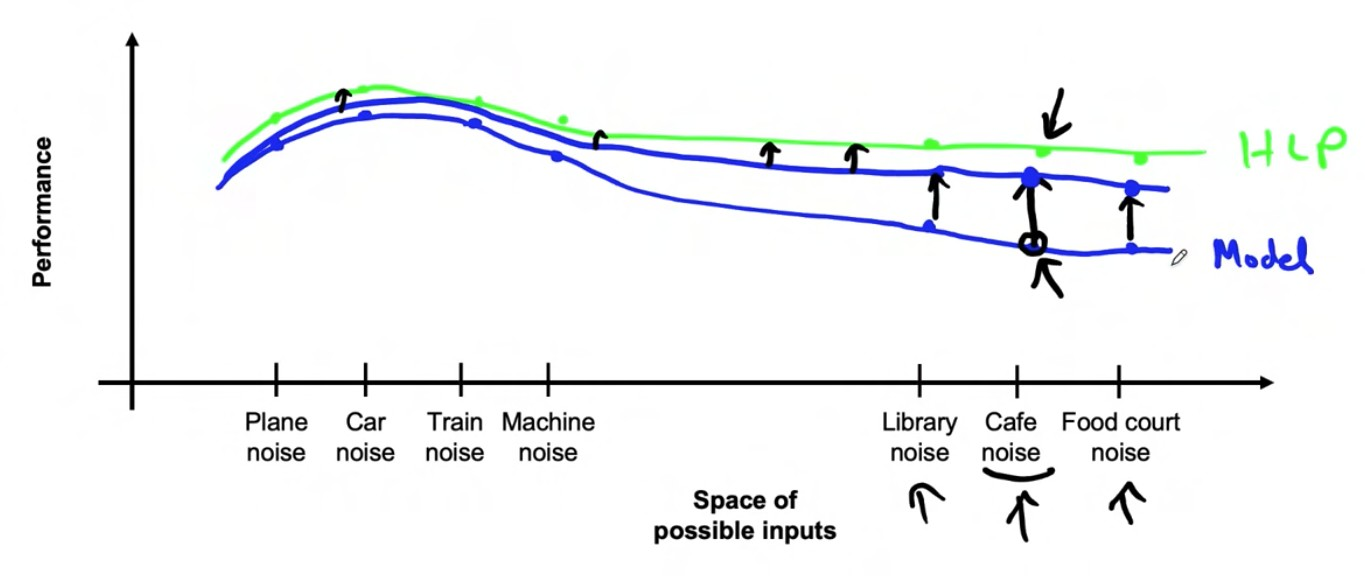 Performance
HLP
Model
Plane noise
Car noise
Train noise
Machine noise
Library noise
Cafe noise
Food court noise
Space of
possible inputs